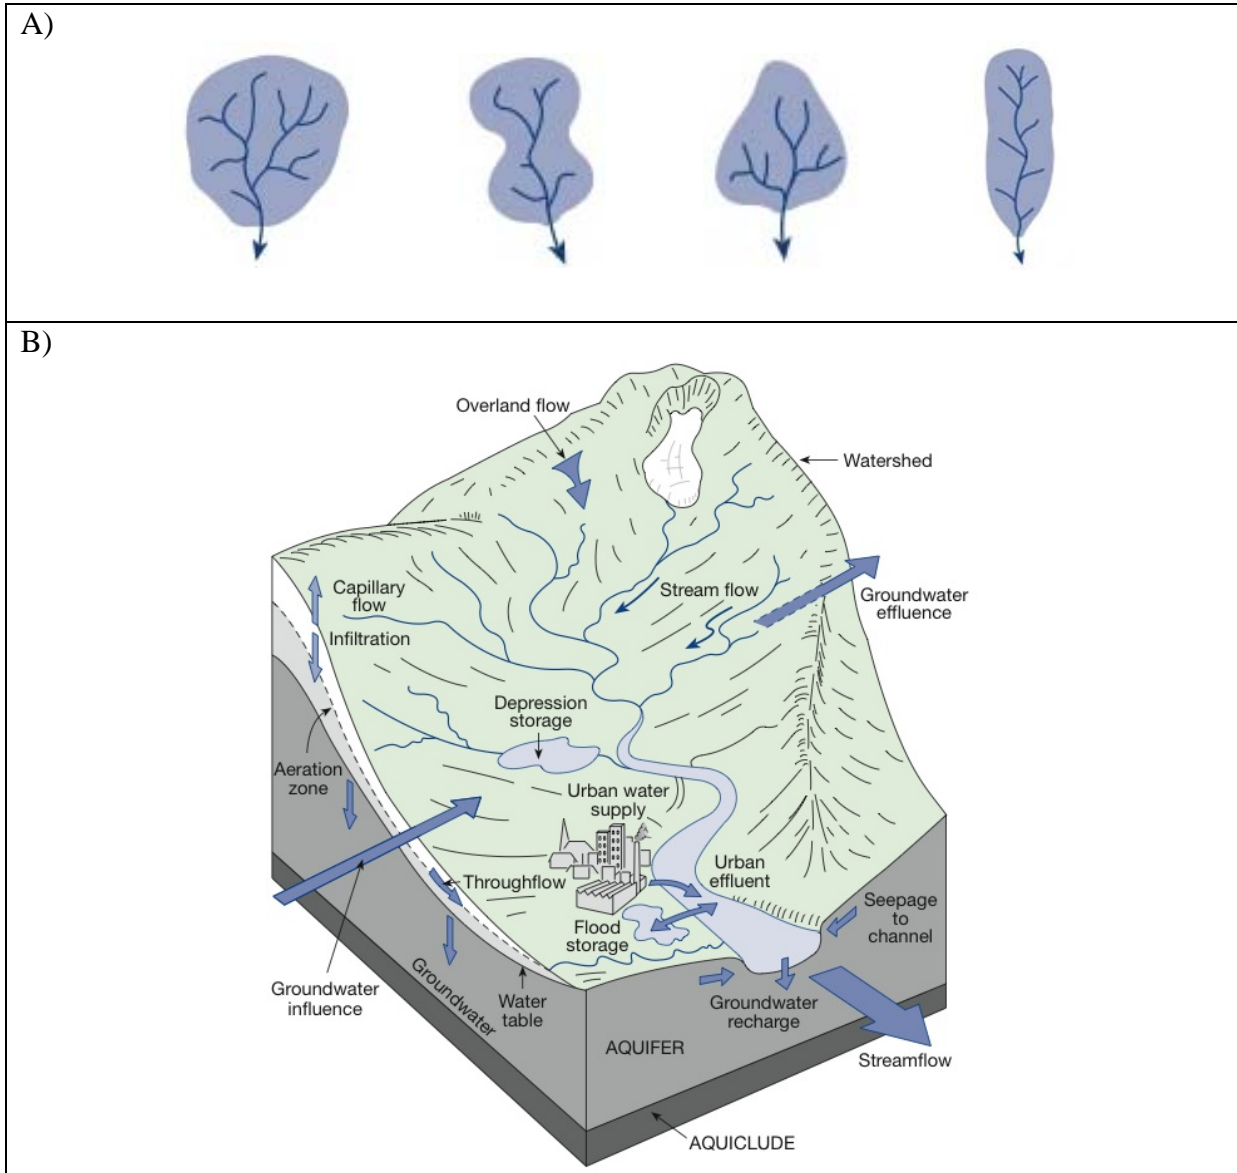 A)
B)
Overland flow
Watershed
Capillary
flow
Infiltration
Stream flow
Groundwater
effluence
Depression
storage
Aeration
zone
Urban water
supply
Throughflow
Urban
effluent
Seepage
to
channel
Flood
storage
Groundwater
influence
Groundwater
Water
table
Groundwater
recharge
AQUIFER
Streamflow
AQUICLUDE